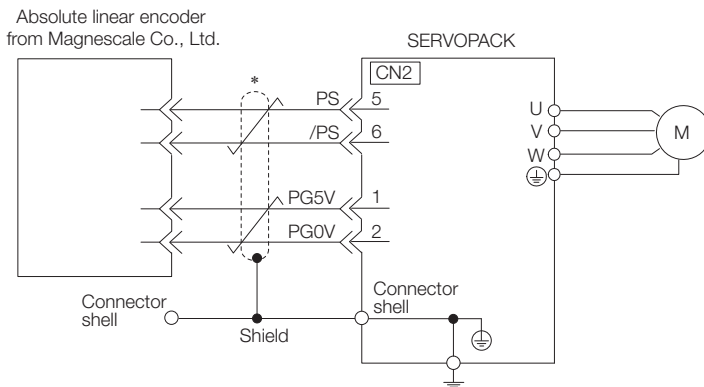 Absolute linear encoder
from Magnescale Co., Ltd.
SERVOPACK
CN2
*
PS 5
/PS 6
PG5V 1
PG0V 2
U
V
W
M
Connector
shell
Shield
Connector
shell